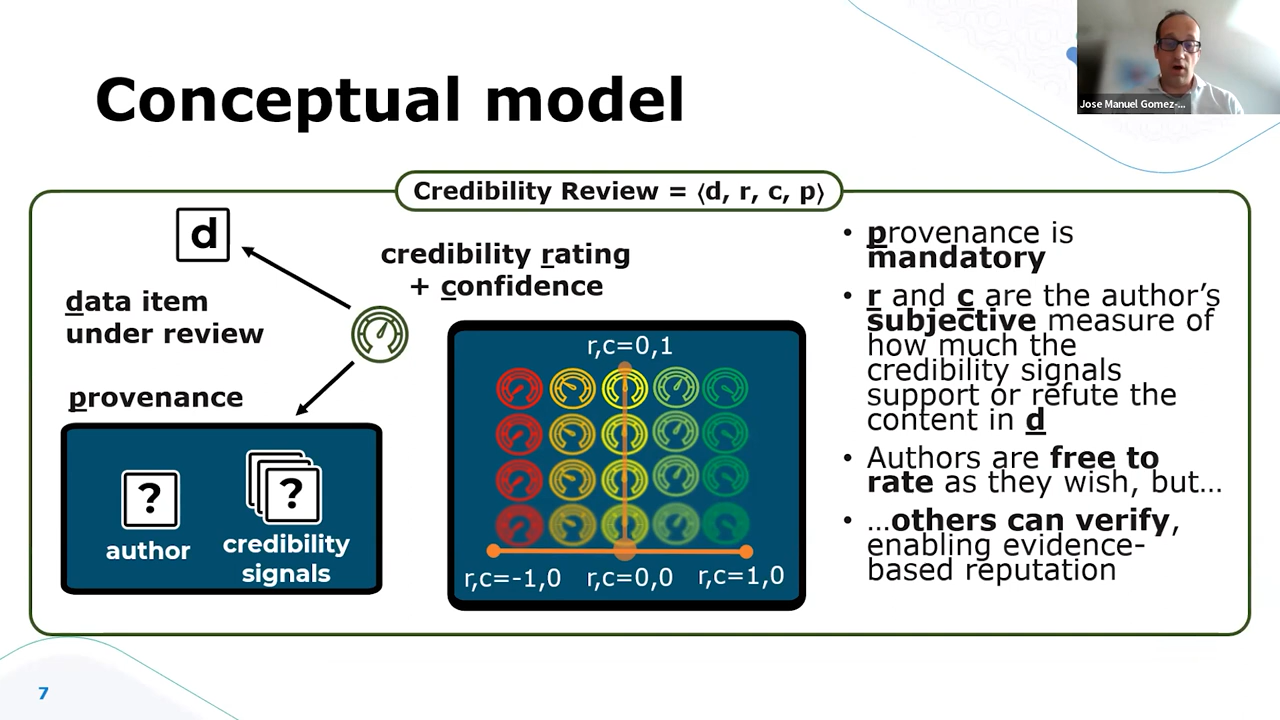 Conceptual model
Jose Manuel Gomez-...
Credibility Review = ⟨d, r, c, p⟩
d
data item
under review
credibility rating
+ confidence
provenance
?
author
?
credibility
signals
r,c=0,1
r,c=-1,0
r,c=0,0
r,c=1,0
• provenance is
mandatory
• r and c are the author’s
subjective measure of
how much the
credibility signals
support or refute the
content in d
• Authors are free to
rate as they wish, but…
• …others can verify,
enabling evidence-
based reputation
7